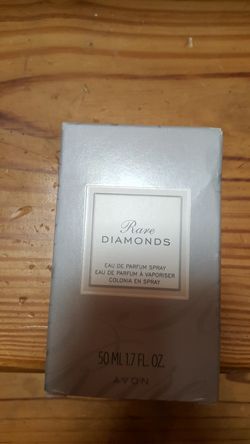 Rare
DIAMONDS
EAU DE PARFUM SPRAY
EAU DE PARFUM À VAPORISER
COLONIA EN SPRAY
50 ML 1.7 FL. OZ.
AVON